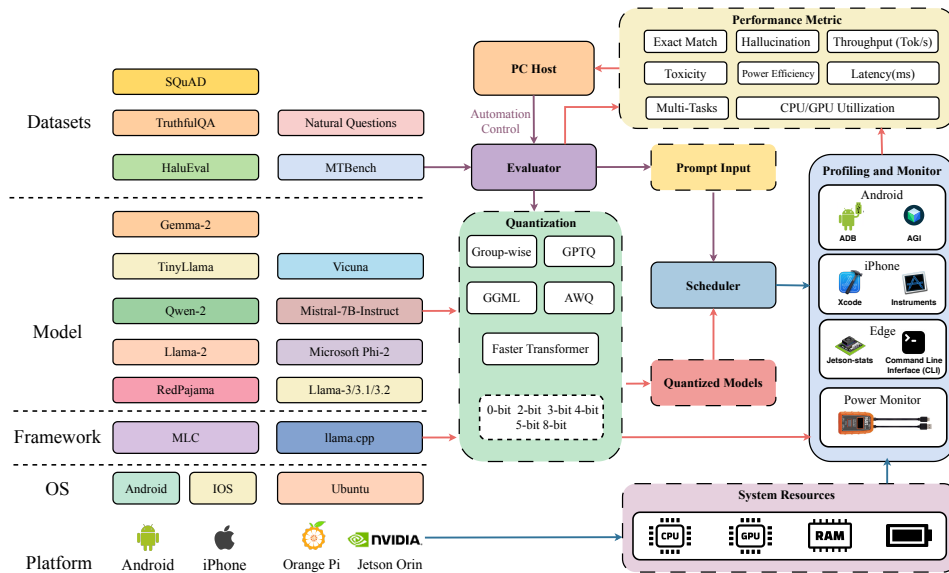 Performance Metric
Exact Match
Hallucination
Throughput (Tok/s)
Toxicity
Power Efficiency
Latency(ms)
Multi-Tasks
CPU/GPU Utillization
PC Host
Automation
Control
Evaluator
Prompt Input
Datasets
SQuAD
TruthfulQA
Natural Questions
HaluEval
MTBench
Model
Gemma-2
TinyLlama
Vicuna
Qwen-2
Mistral-7B-Instruct
Llama-2
Microsoft Phi-2
RedPajama
Llama-3/3.1/3.2
Framework
MLC
llama.cpp
OS
Android
IOS
Ubuntu
Platform
Android
iPhone
Orange Pi
NVIDIA.
Jetson Orin
Quantization
Group-wise
GPTQ
GGML
AWQ
Faster Transformer
0-bit 2-bit 3-bit 4-bit
5-bit 8-bit
Scheduler
Quantized Models
Profiling and Monitor
Android
ADB
AGI
iPhone
Xcode
Instruments
Edge
Jetson-stats
Command Line
Inferface (CLI)
Power Monitor
System Resources
CPU
GPU
RAM